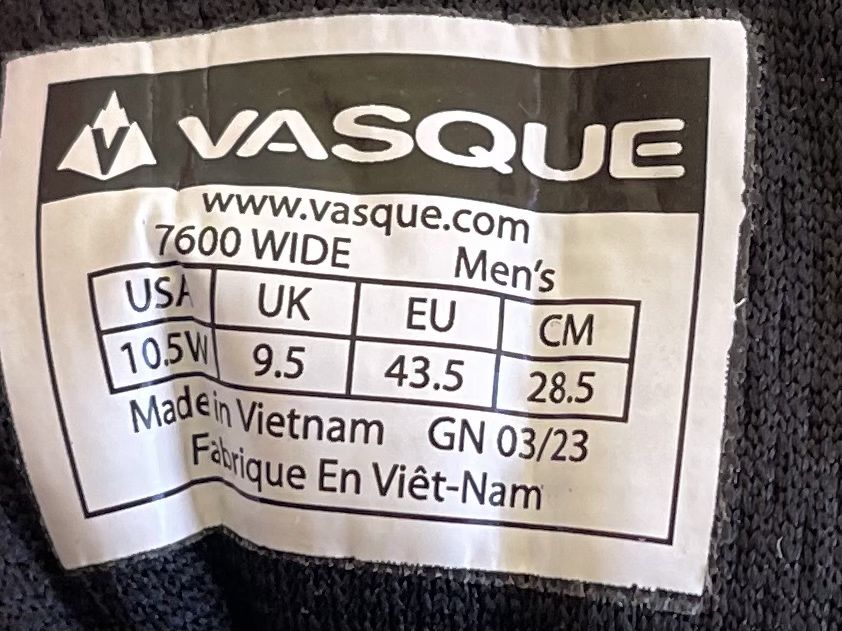 VASQUE
www.vasque.com
7600 WIDE Men's
USA UK EU CM
10.5W 9.5 43.5 28.5
Made in Vietnam GN 03/23
Fabrique En Viêt-Nam